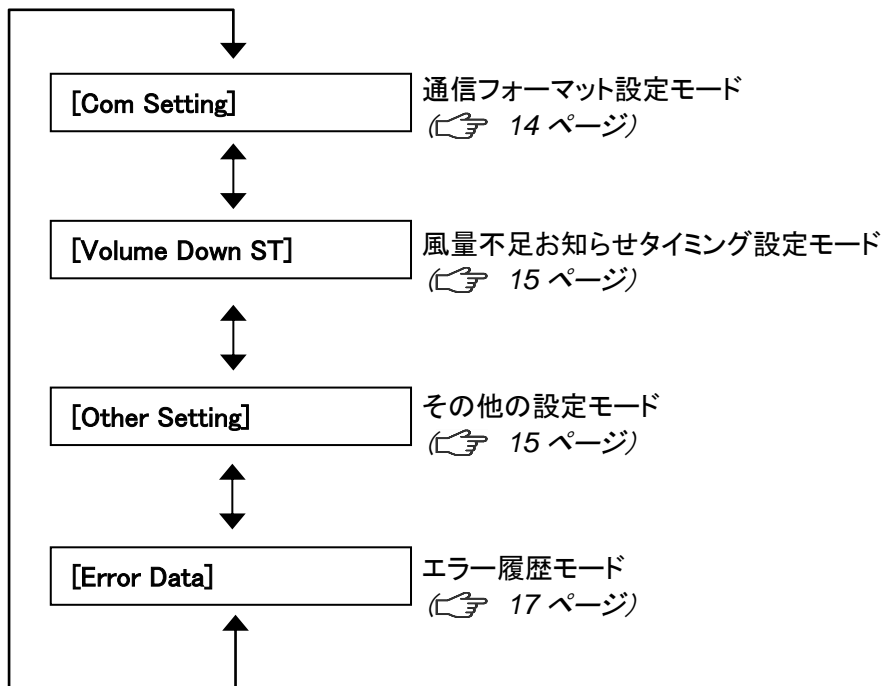 [Com Setting] 通信フォーマット設定モード
(☞ 14 ページ)
[Volume Down ST] 風量不足お知らせタイミング設定モード
(☞ 15 ページ)
[Other Setting] その他の設定モード
(☞ 15 ページ)
[Error Data] エラー履歴モード
(☞ 17 ページ)